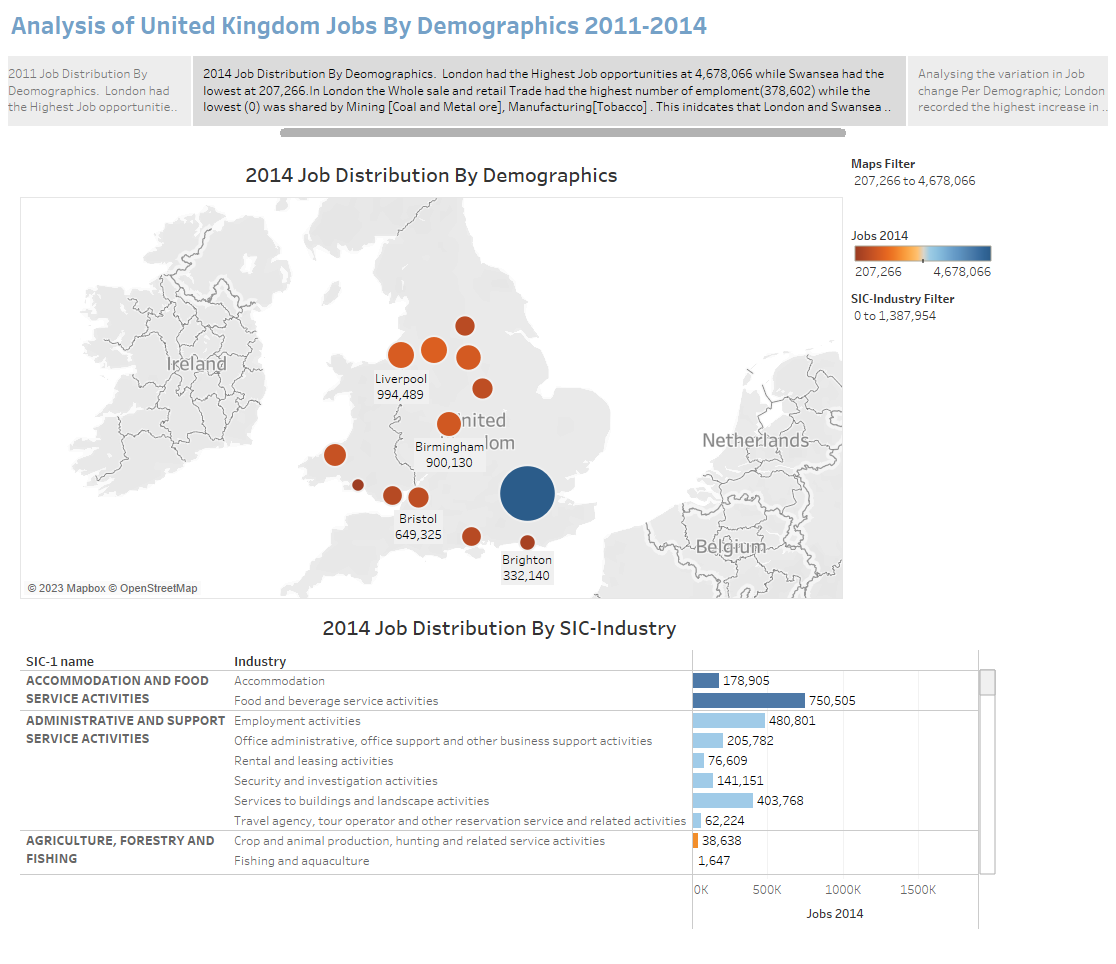 Analysis of United Kingdom Jobs By Demographics 2011-2014
2011 Job Distribution By
Deomographics. London had
the Highest Job opportunitie..
2014 Job Distribution By Deomographics. London had the Highest Job opportunities at 4,678,066 while Swansea had the
lowest at 207,266.In London the Whole sale and retail Trade had the highest number of emploment(378,602) while the
lowest (0) was shared by Mining [Coal and Metal ore], Manufacturing[Tobacco] . This inidcates that London and Swansea ..
Analysing the variation in Job
change Per Demographic; London
recorded the highest increase in ..
2014 Job Distribution By Demographics
Maps Filter
207,266 to 4,678,066
Jobs 2014
207,266 4,678,066
SIC-Industry Filter
0 to 1,387,954
Ireland
Liverpool
994,489
nited
dom
Birmingham
900,130
Netherlands
Bristol
649,325
Belgium
Brighton
332,140
© 2023 Mapbox © OpenStreetMap
2014 Job Distribution By SIC-Industry
SIC-1 name Industry
ACCOMMODATION AND FOOD
SERVICE ACTIVITIES
Accommodation 178,905
Food and beverage service activities 750,505
ADMINISTRATIVE AND SUPPORT
SERVICE ACTIVITIES
Employment activities 480,801
Office administrative, office support and other business support activities 205,782
Rental and leasing activities 76,609
Security and investigation activities 141,151
Services to buildings and landscape activities 403,768
Travel agency, tour operator and other reservation service and related activities 62,224
AGRICULTURE, FORESTRY AND
FISHING
Crop and animal production, hunting and related service activities 38,638
Fishing and aquaculture 1,647
0K 500K 1000K 1500K
Jobs 2014